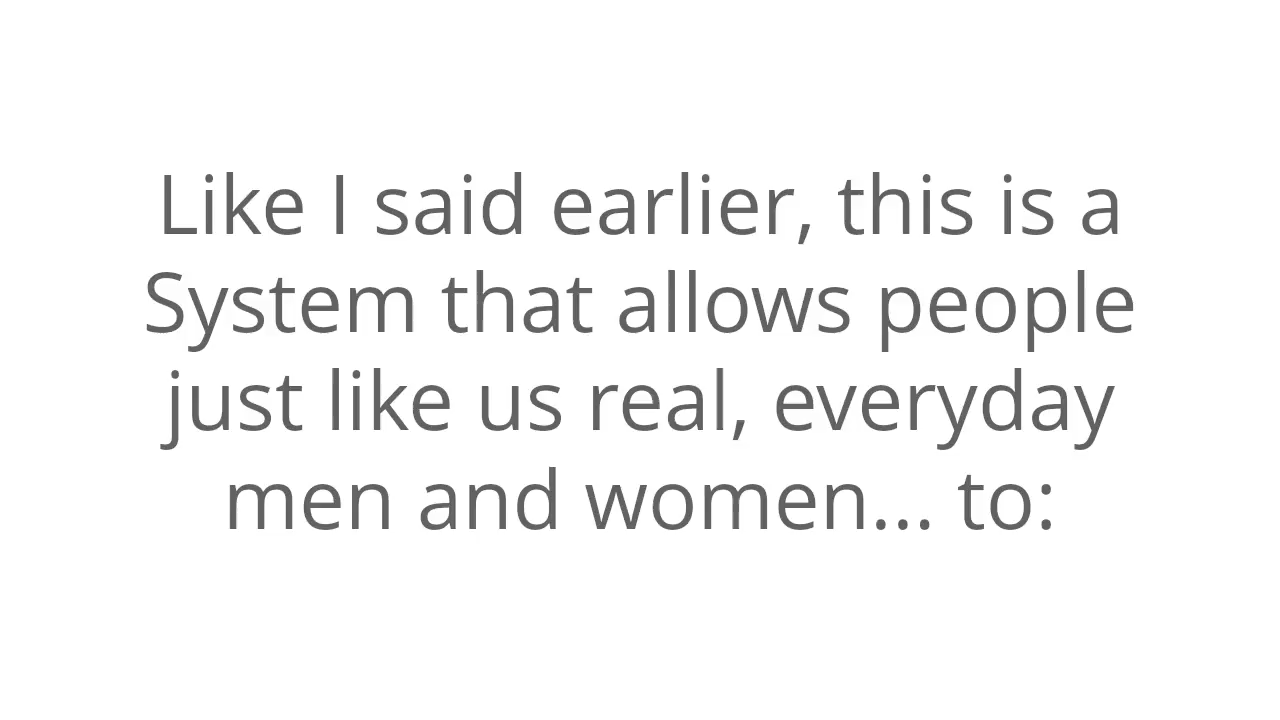 Like I said earlier, this is a
System that allows people
just like us real, everyday
men and women... to: